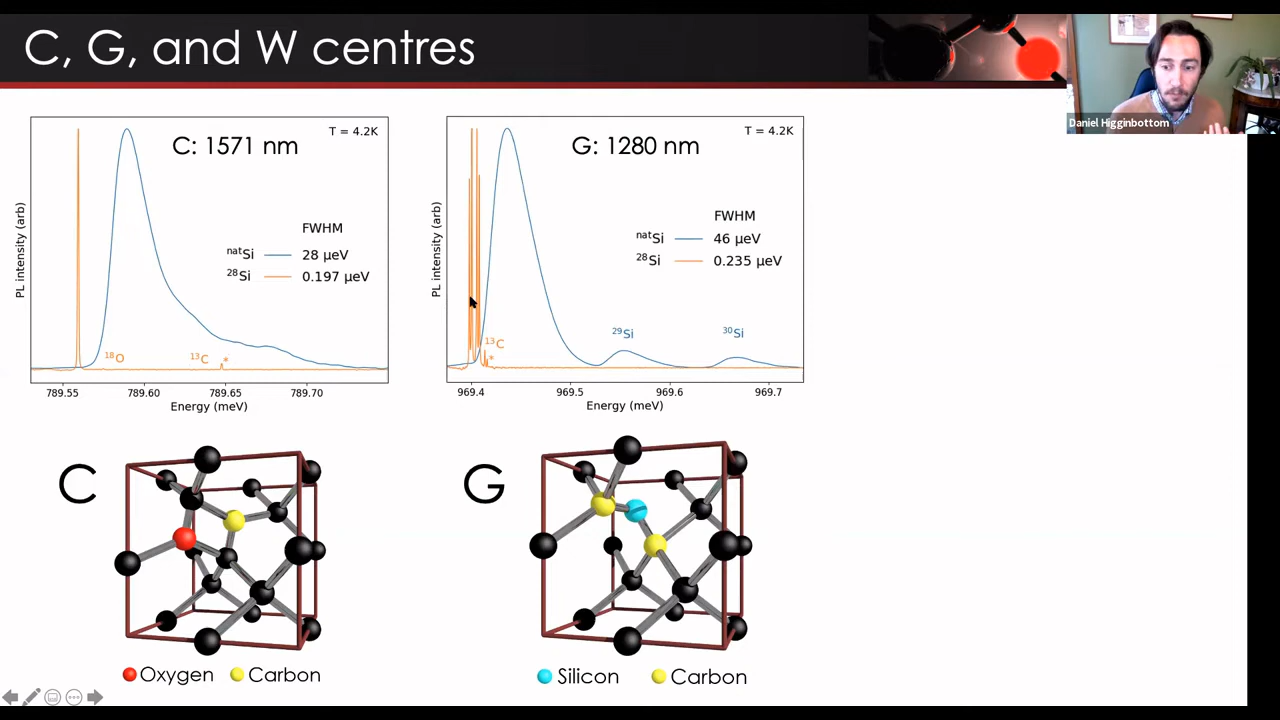 C, G, and W centres
Daniel Higginbottom
T = 4.2K
C: 1571 nm
FWHM
natSi 28 µeV
28Si 0.197 µeV
18O
13C
*
PL intensity (arb)
789.55 789.60 789.65 789.70
Energy (meV)
T = 4.2K
G: 1280 nm
FWHM
natSi 46 µeV
28Si 0.235 µeV
29Si
30Si
13C
*
PL intensity (arb)
969.4 969.5 969.6 969.7
Energy (meV)
C
Oxygen Carbon
G
Silicon Carbon